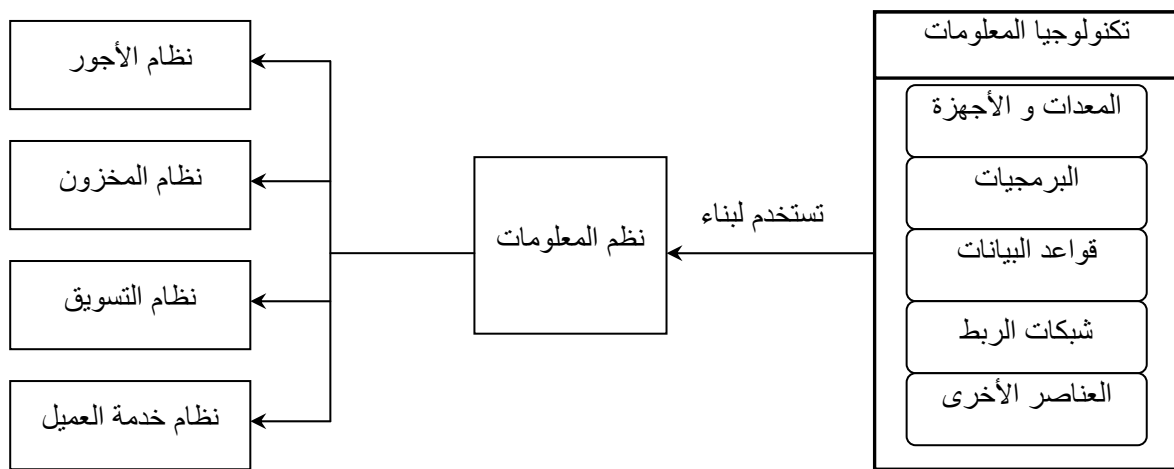 تكنولوجيا المعلومات
المعدات و الأجهزة
البرمجيات
قواعد البيانات
شبكات الربط
العناصر الأخرى
تستخدم لبناء
نظم المعلومات
نظام الأجور
نظام المخزون
نظام التسويق
نظام خدمة العميل